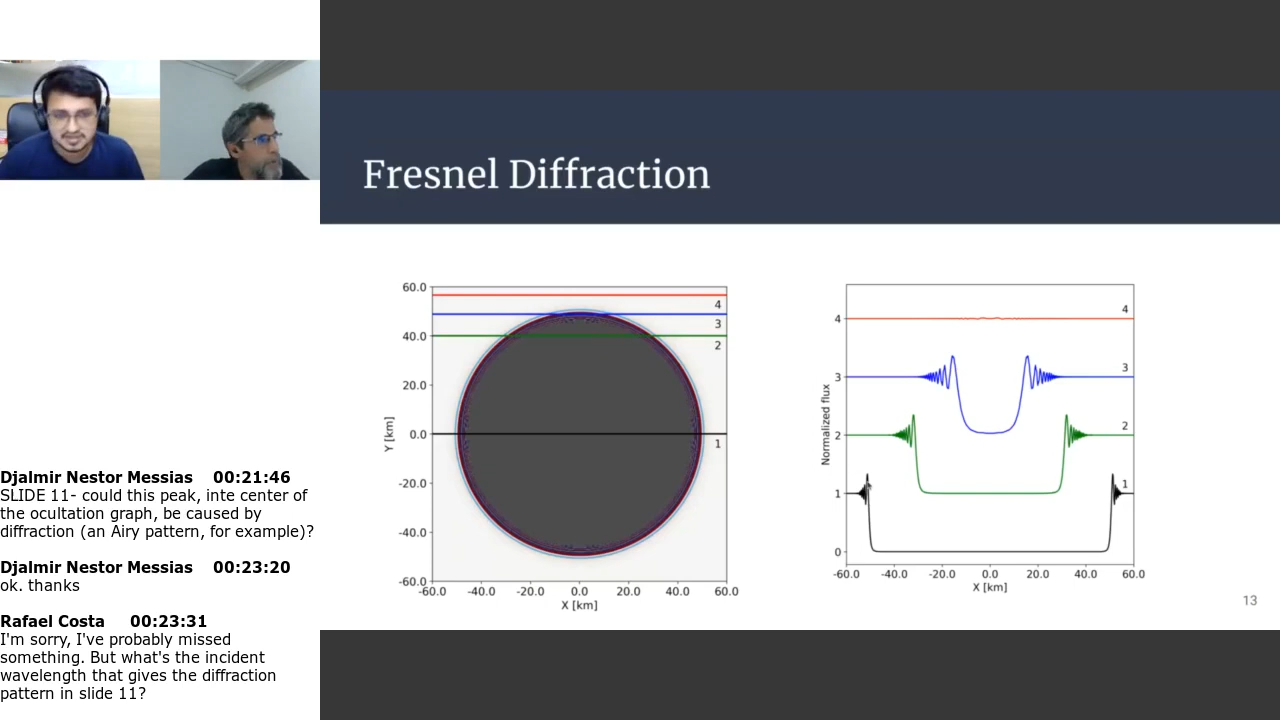 Fresnel Diffraction
60.0
40.0
20.0
0.0
-20.0
-40.0
-60.0
Y [km]
4
3
2
1
-60.0 -40.0 -20.0 0.0 20.0 40.0 60.0
X [km]
4
3
2
1
0
Normalized flux
4
3
2
1
-60.0 -40.0 -20.0 0.0 20.0 40.0 60.0
X [km]
13
Djalmir Nestor Messias 00:21:46
SLIDE 11- could this peak, inte center of
the ocultation graph, be caused by
diffraction (an Airy pattern, for example)?
Djalmir Nestor Messias 00:23:20
ok. thanks
Rafael Costa 00:23:31
I'm sorry, I've probably missed
something. But what's the incident
wavelength that gives the diffraction
pattern in slide 11?